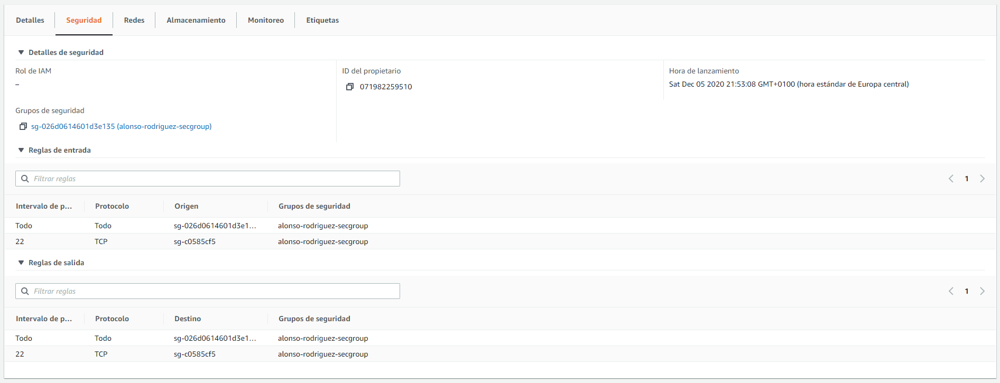 Detalles Seguridad Redes Almacenamiento Monitoreo Etiquetas
Detalles de seguridad
Rol de IAM
–
ID del propietario
071982259510
Hora de lanzamiento
Sat Dec 05 2020 21:53:08 GMT+0100 (hora estándar de Europa central)
Grupos de seguridad
sg-026d0614601d3e135 (alonso-rodriguez-secgroup)
Reglas de entrada
Filtrar reglas
1
Intervalo de p... Protocolo Origen Grupos de seguridad
Todo Todo sg-026d0614601d3e1... alonso-rodriguez-secgroup
22 TCP sg-c0585cf5 alonso-rodriguez-secgroup
Reglas de salida
Filtrar reglas
1
Intervalo de p... Protocolo Destino Grupos de seguridad
Todo Todo sg-026d0614601d3e1... alonso-rodriguez-secgroup
22 TCP sg-c0585cf5 alonso-rodriguez-secgroup